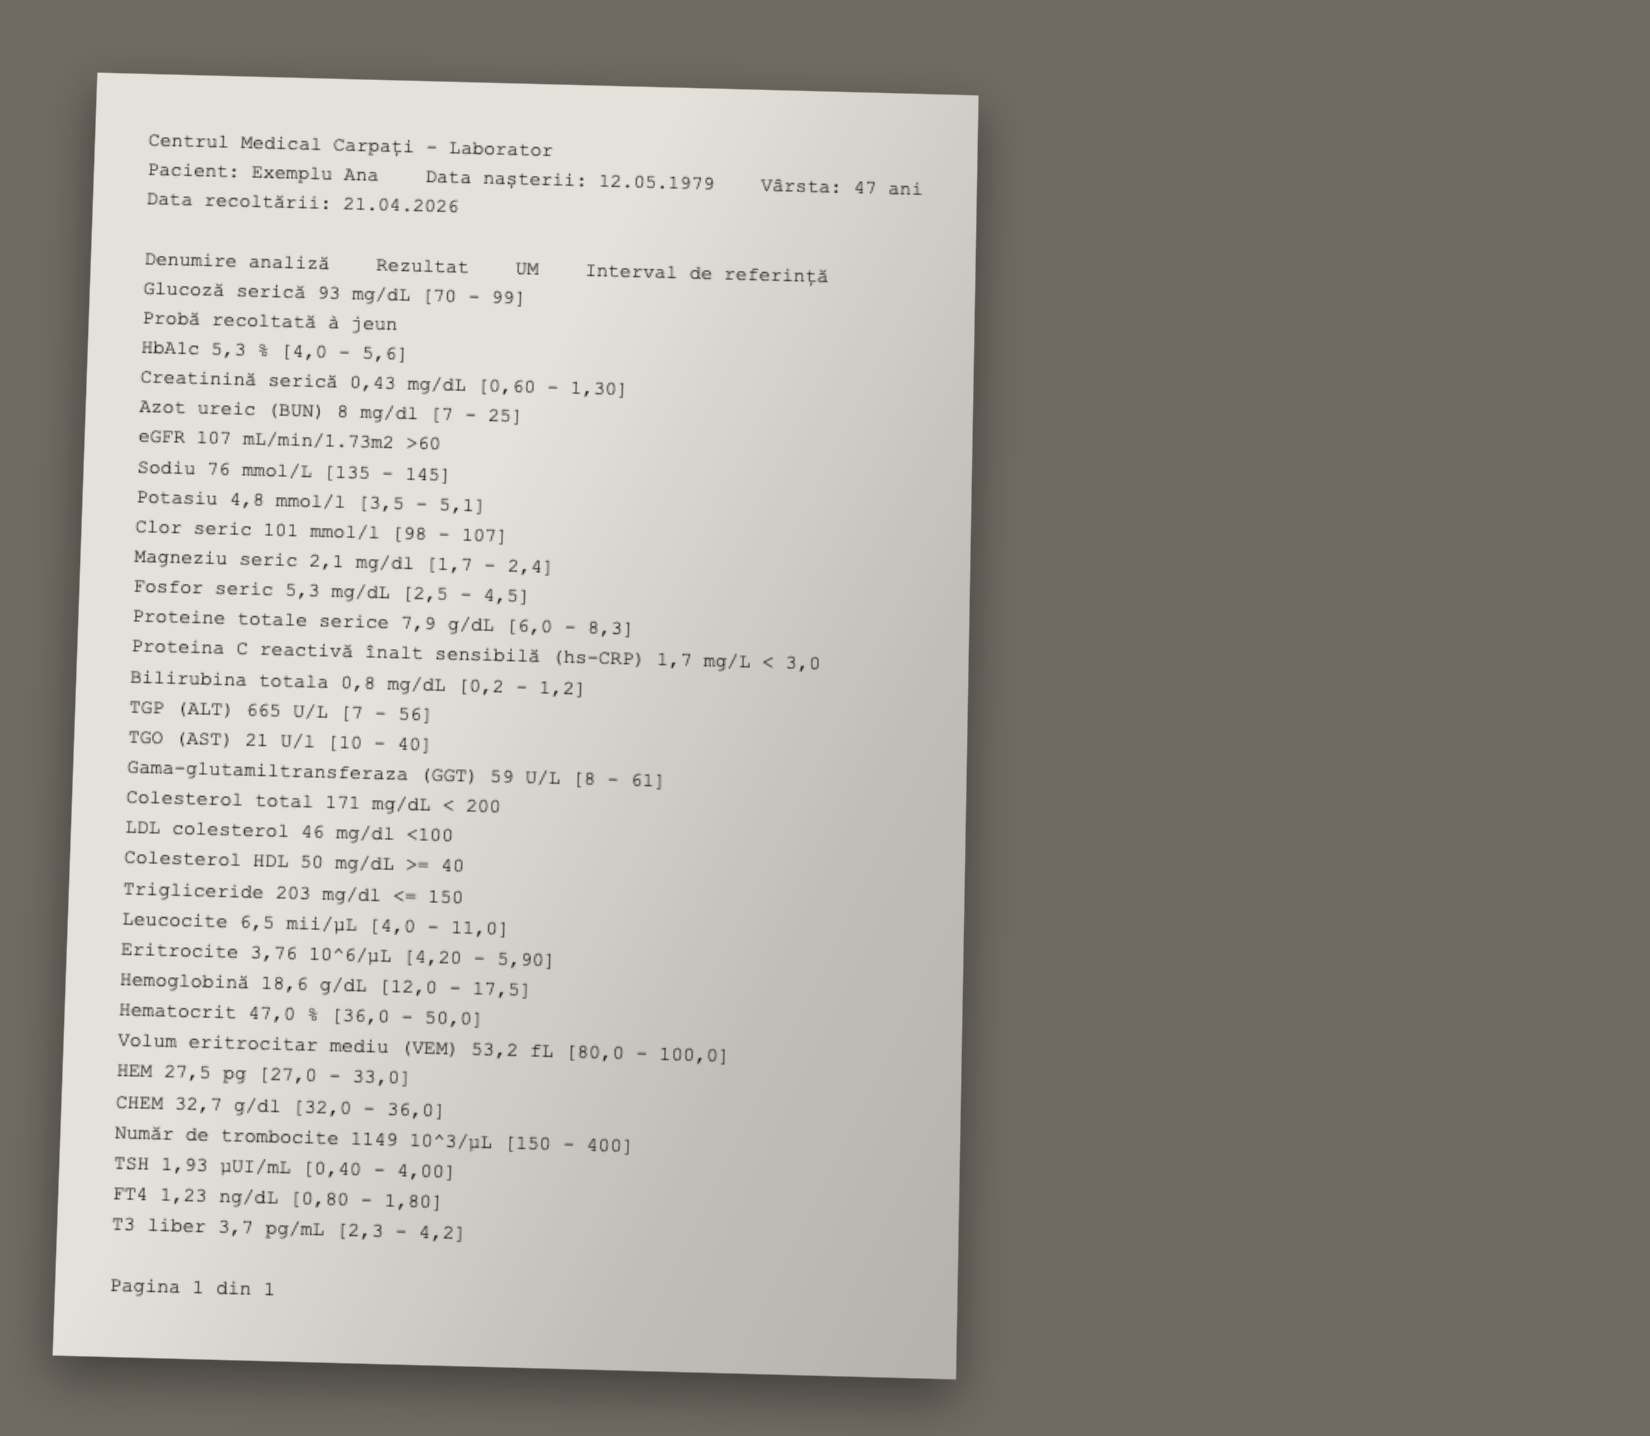 Centrul Medical Carpați - Laborator
Pacient: Exemplu Ana    Data nașterii: 12.05.1979    Vârsta: 47 ani
Data recoltării: 21.04.2026

Denumire analiză    Rezultat    UM    Interval de referință
Glucoză serică 93 mg/dL [70 - 99]
Probă recoltată à jeun
HbA1c 5,3 % [4,0 - 5,6]
Creatinină serică 0,43 mg/dL [0,60 - 1,30]
Azot ureic (BUN) 8 mg/dl [7 - 25]
eGFR 107 mL/min/1.73m2 >60
Sodiu 76 mmol/L [135 - 145]
Potasiu 4,8 mmol/l [3,5 - 5,1]
Clor seric 101 mmol/l [98 - 107]
Magneziu seric 2,1 mg/dl [1,7 - 2,4]
Fosfor seric 5,3 mg/dL [2,5 - 4,5]
Proteine totale serice 7,9 g/dL [6,0 - 8,3]
Proteina C reactivă înalt sensibilă (hs-CRP) 1,7 mg/L < 3,0
Bilirubina totala 0,8 mg/dL [0,2 - 1,2]
TGP (ALT) 665 U/L [7 - 56]
TGO (AST) 21 U/l [10 - 40]
Gama-glutamiltransferaza (GGT) 59 U/L [8 - 61]
Colesterol total 171 mg/dL < 200
LDL colesterol 46 mg/dl <100
Colesterol HDL 50 mg/dL >= 40
Trigliceride 203 mg/dl <= 150
Leucocite 6,5 mii/µL [4,0 - 11,0]
Eritrocite 3,76 10^6/µL [4,20 - 5,90]
Hemoglobină 18,6 g/dL [12,0 - 17,5]
Hematocrit 47,0 % [36,0 - 50,0]
Volum eritrocitar mediu (VEM) 53,2 fL [80,0 - 100,0]
HEM 27,5 pg [27,0 - 33,0]
CHEM 32,7 g/dl [32,0 - 36,0]
Număr de trombocite 1149 10^3/µL [150 - 400]
TSH 1,93 µUI/mL [0,40 - 4,00]
FT4 1,23 ng/dL [0,80 - 1,80]
T3 liber 3,7 pg/mL [2,3 - 4,2]

Pagina 1 din 1